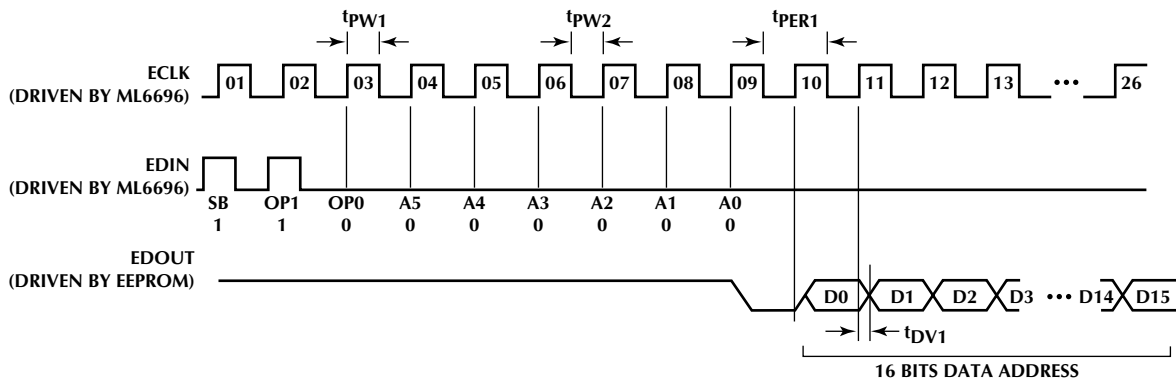 tPW1 tPW2 tPER1
ECLK
(DRIVEN BY ML6696)
01 02 03 04 05 06 07 08 09 10 11 12 13 ••• 26
EDIN
(DRIVEN BY ML6696)
SB OP1 OP0 A5 A4 A3 A2 A1 A0
1 1 0 0 0 0 0 0 0
EDOUT
(DRIVEN BY EEPROM)
D0 D1 D2 D3 ••• D14 D15
tDV1
16 BITS DATA ADDRESS